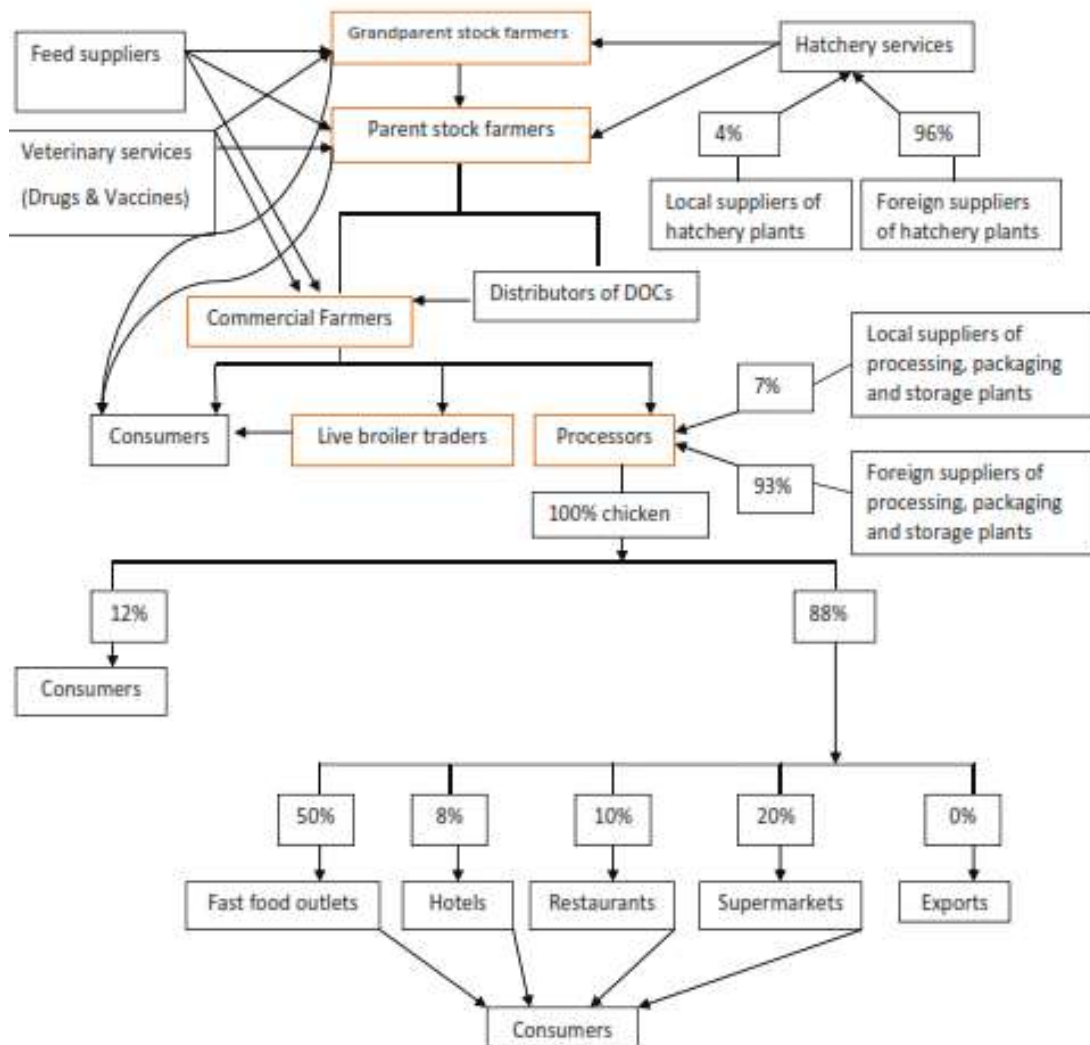 Grandparent stock farmers
Feed suppliers
Hatchery services
Parent stock farmers
4%
96%
Veterinary services
(Drugs & Vaccines)
Local suppliers of
hatchery plants
Foreign suppliers
of hatchery plants
Distributors of DOCs
Commercial Farmers
Local suppliers of
processing, packaging
and storage plants
7%
Consumers
Live broiler traders
Processors
93%
Foreign suppliers of
processing, packaging
and storage plants
100% chicken
12%
88%
Consumers
50%
8%
10%
20%
0%
Fast food outlets
Hotels
Restaurants
Supermarkets
Exports
Consumers